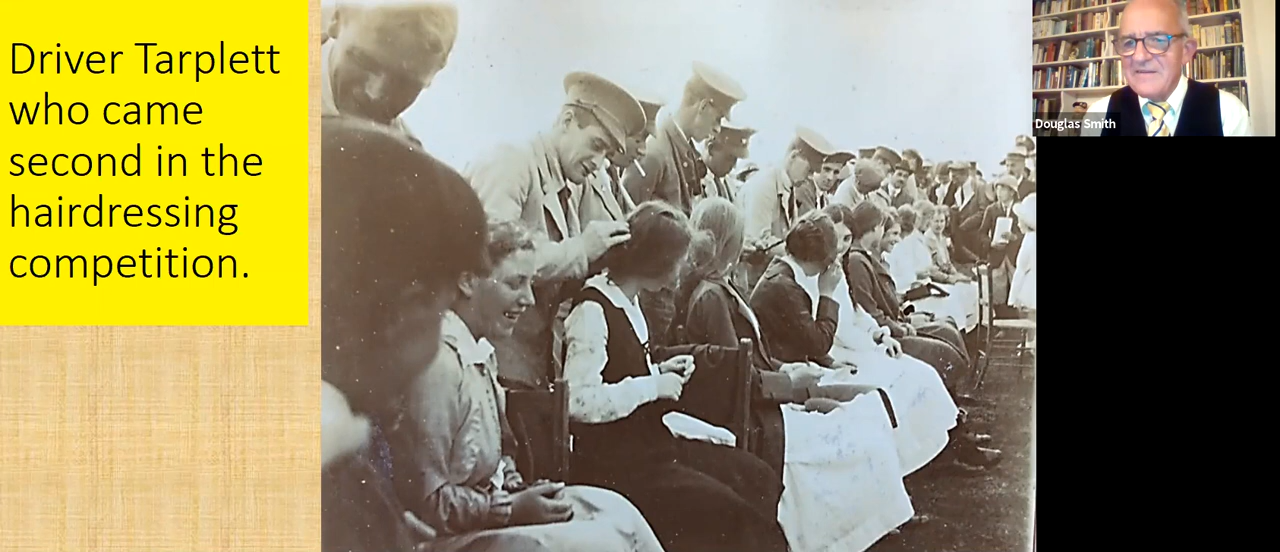 Driver Tarplett
who came
second in the
hairdressing
competition.
Douglas Smith